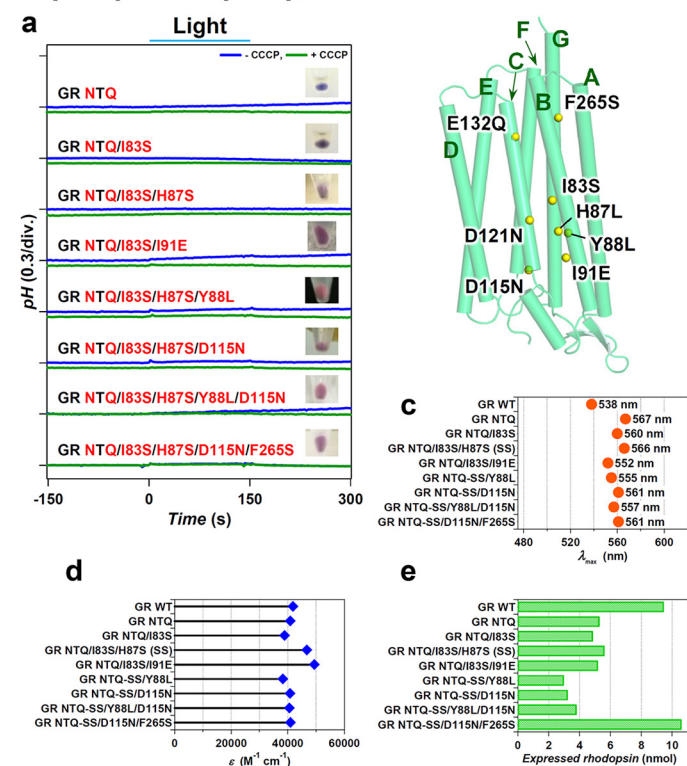 a
Light
- CCCP, + CCCP
GR NTQ
GR NTQ/I83S
GR NTQ/I83S/H87S
GR NTQ/I83S/I91E
GR NTQ/I83S/H87S/Y88L
GR NTQ/I83S/H87S/D115N
GR NTQ/I83S/H87S/Y88L/D115N
GR NTQ/I83S/H87S/D115N/F265S
pH (0.3/div.)
-150 0 150 300
Time (s)
F
G
C
E
B
A
D
F265S
E132Q
I83S
H87L
D121N
Y88L
I91E
D115N
c
GR WT 538 nm
GR NTQ 567 nm
GR NTQ/I83S 560 nm
GR NTQ/I83S/H87S (SS) 566 nm
GR NTQ/I83S/I91E 552 nm
GR NTQ-SS/Y88L 555 nm
GR NTQ-SS/D115N 561 nm
GR NTQ-SS/Y88L/D115N 557 nm
GR NTQ-SS/D115N/F265S 561 nm
480 520 560 600
λmax (nm)
d
GR WT
GR NTQ
GR NTQ/I83S
GR NTQ/I83S/H87S (SS)
GR NTQ/I83S/I91E
GR NTQ-SS/Y88L
GR NTQ-SS/D115N
GR NTQ-SS/Y88L/D115N
GR NTQ-SS/D115N/F265S
0 20000 40000 60000
ε (M⁻¹ cm⁻¹)
e
GR WT
GR NTQ
GR NTQ/I83S
GR NTQ/I83S/H87S (SS)
GR NTQ/I83S/I91E
GR NTQ-SS/Y88L
GR NTQ-SS/D115N
GR NTQ-SS/Y88L/D115N
GR NTQ-SS/D115N/F265S
0 2 4 6 8 10
Expressed rhodopsin (nmol)